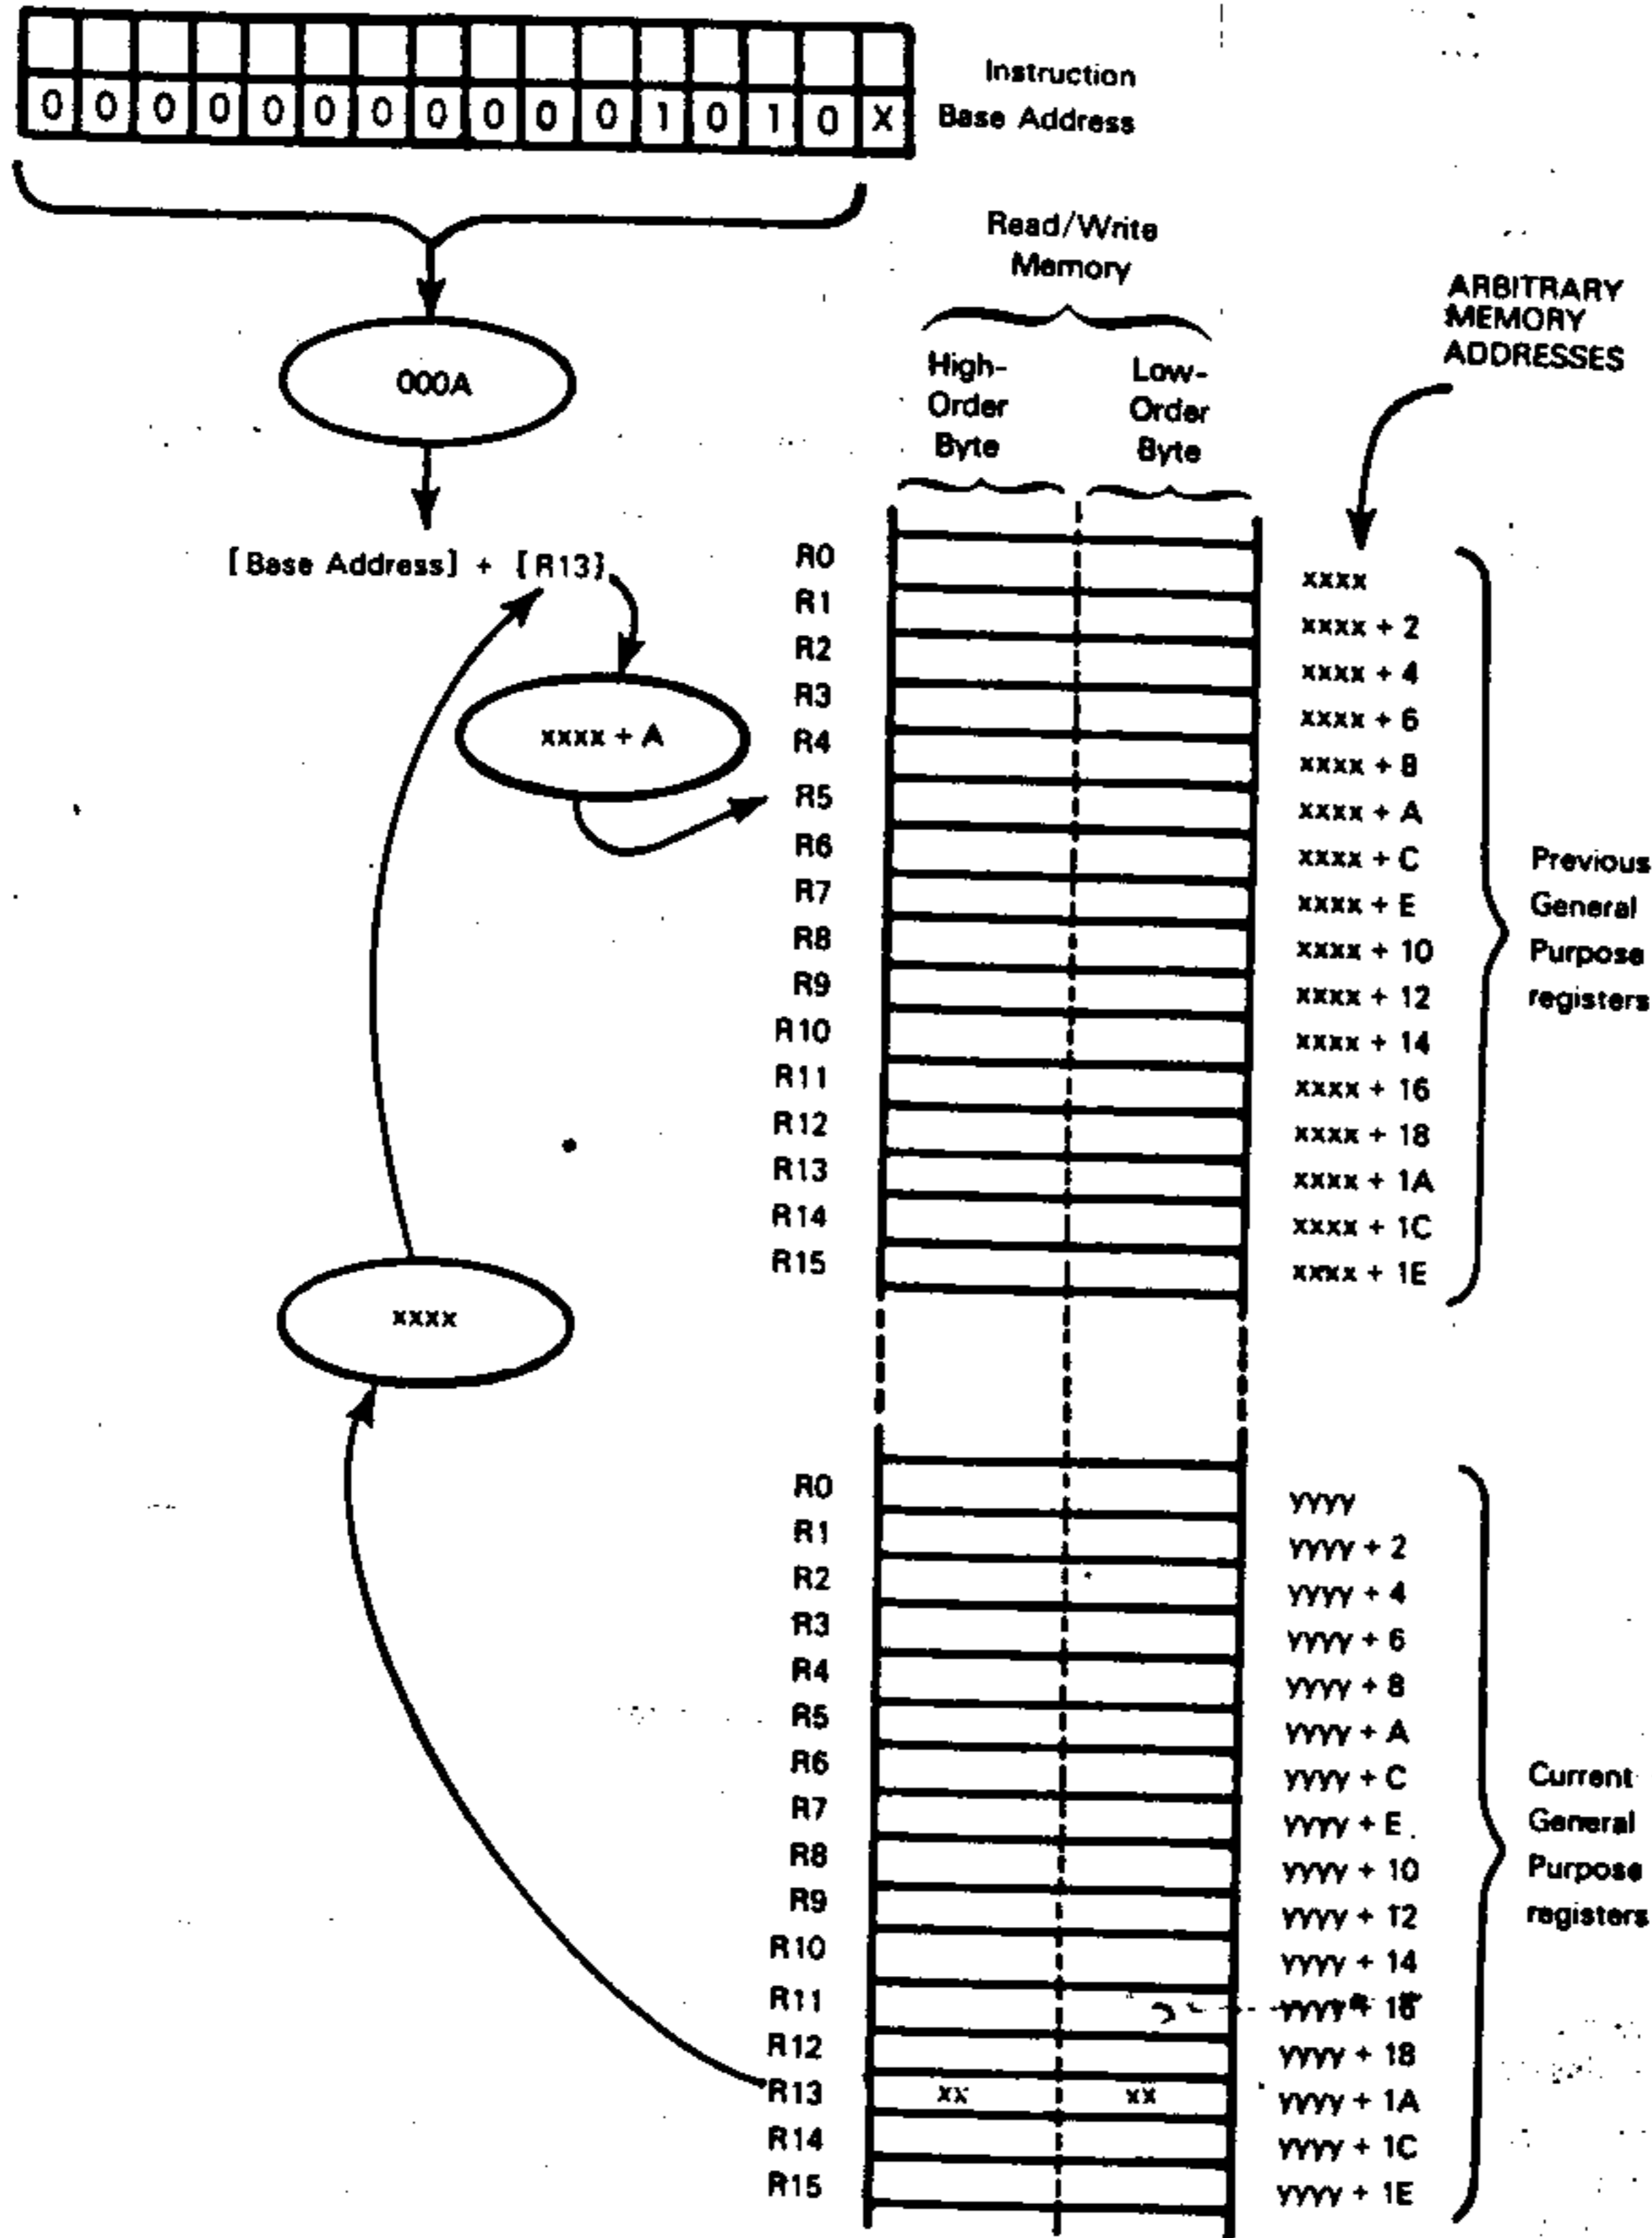 Instruction
0 0 0 0 0 0 0 0 0 0 0 1 0 1 0 X
Base Address
000A
[Base Address] + [R13]
xxxx + A
xxxx
Read/Write
Memory
High-
Order
Byte
Low-
Order
Byte
ARBITRARY
MEMORY
ADDRESSES
R0 xxxx
R1 xxxx + 2
R2 xxxx + 4
R3 xxxx + 6
R4 xxxx + 8
R5 xxxx + A
R6 xxxx + C
R7 xxxx + E
R8 xxxx + 10
R9 xxxx + 12
R10 xxxx + 14
R11 xxxx + 16
R12 xxxx + 18
R13 xxxx + 1A
R14 xxxx + 1C
R15 xxxx + 1E
Previous
General
Purpose
registers
R0 yyyy
R1 yyyy + 2
R2 yyyy + 4
R3 yyyy + 6
R4 yyyy + 8
R5 yyyy + A
R6 yyyy + C
R7 yyyy + E
R8 yyyy + 10
R9 yyyy + 12
R10 yyyy + 14
R11 yyyy + 16
R12 yyyy + 18
R13 xx xx yyyy + 1A
R14 yyyy + 1C
R15 yyyy + 1E
Current
General
Purpose
registers